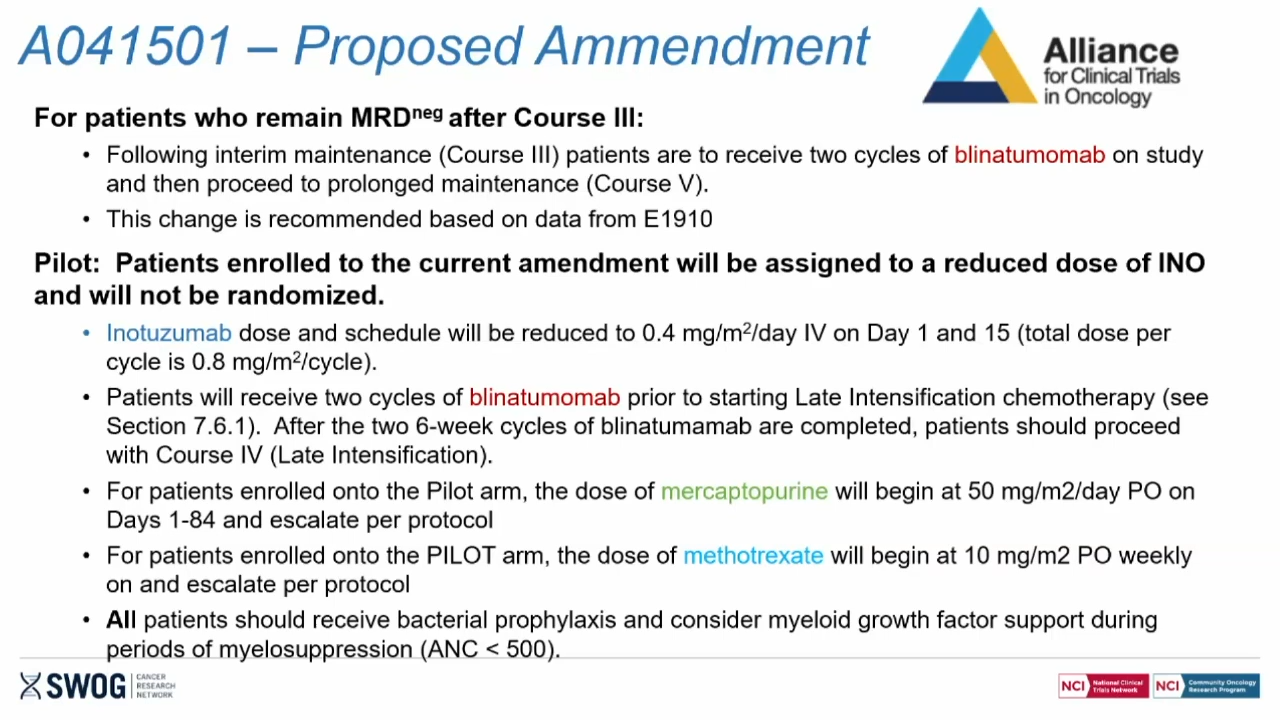 A041501 – Proposed Ammendment
Alliance
for Clinical Trials
in Oncology
For patients who remain MRDneg after Course III:
• Following interim maintenance (Course III) patients are to receive two cycles of blinatumomab on study
and then proceed to prolonged maintenance (Course V).
• This change is recommended based on data from E1910
Pilot: Patients enrolled to the current amendment will be assigned to a reduced dose of INO
and will not be randomized.
• Inotuzumab dose and schedule will be reduced to 0.4 mg/m2/day IV on Day 1 and 15 (total dose per
cycle is 0.8 mg/m2/cycle).
• Patients will receive two cycles of blinatumomab prior to starting Late Intensification chemotherapy (see
Section 7.6.1). After the two 6-week cycles of blinatumamab are completed, patients should proceed
with Course IV (Late Intensification).
• For patients enrolled onto the Pilot arm, the dose of mercaptopurine will begin at 50 mg/m2/day PO on
Days 1-84 and escalate per protocol
• For patients enrolled onto the PILOT arm, the dose of methotrexate will begin at 10 mg/m2 PO weekly
on and escalate per protocol
• All patients should receive bacterial prophylaxis and consider myeloid growth factor support during
periods of myelosuppression (ANC < 500).
SWOG
CANCER
RESEARCH
NETWORK
NCI
National Clinical
Trials Network
NCI
Community Oncology
Research Program